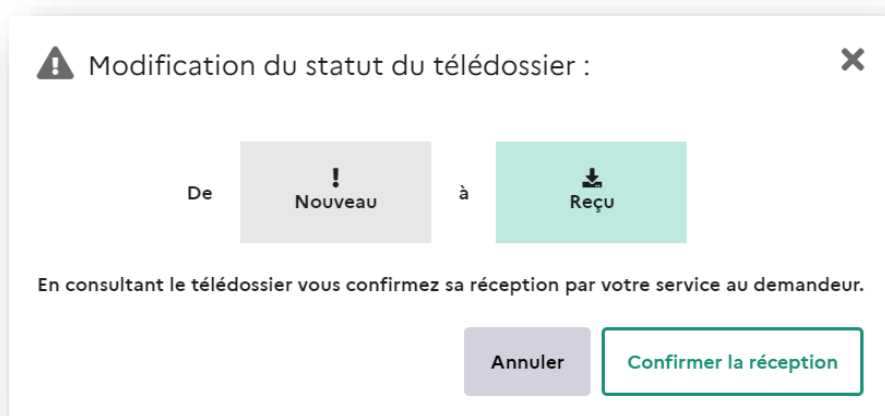 Modification du statut du télédossier :
De
!
Nouveau
à
Reçu
En consultant le télédossier vous confirmez sa réception par votre service au demandeur.
Annuler
Confirmer la réception